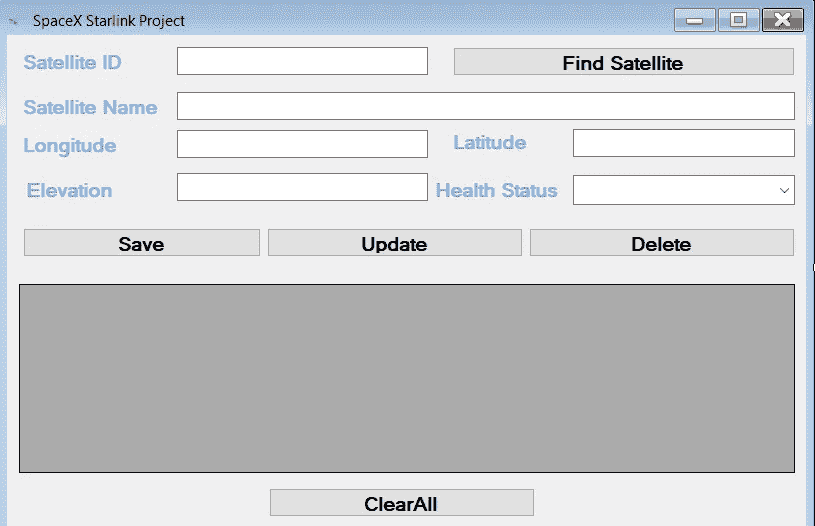 SpaceX Starlink Project
Satellite ID Find Satellite
Satellite Name
Longitude Latitude
Elevation Health Status
Save Update Delete
ClearAll